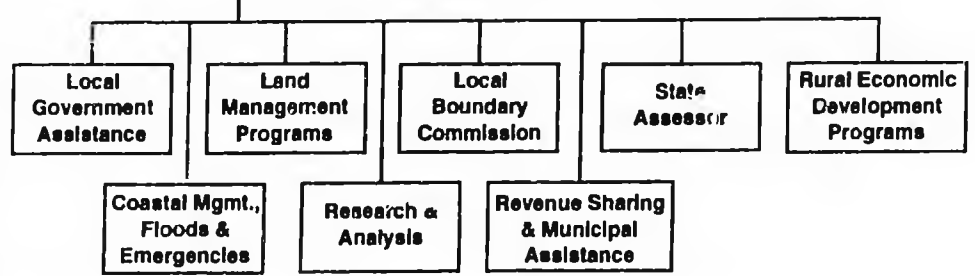 Local
Government
Assistance
Land
Management
Programs
Local
Boundary
Commission
State
Assessor
Rural Economic
Development
Programs
Coastal Mgmt.,
Floods &
Emergencies
Research &
Analysis
Revenue Sharing
& Municipal
Assistance